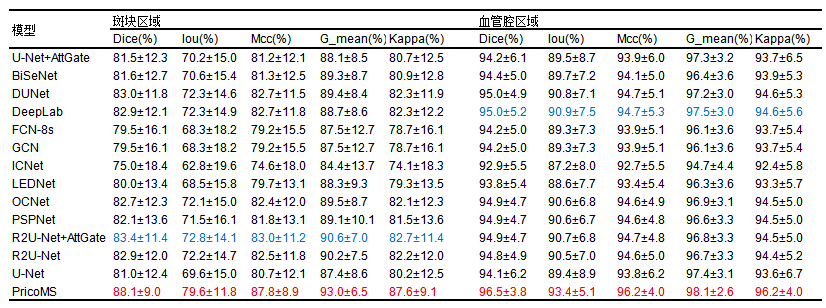 模型 斑块区域 血管腔区域
Dice(%) Iou(%) Mcc(%) G_mean(%) Kappa(%) Dice(%) Iou(%) Mcc(%) G_mean(%) Kappa(%)
U-Net+AttGate 81.5±12.3 70.2±15.0 81.2±12.1 88.1±8.5 80.7±12.5 94.2±6.1 89.5±8.7 93.9±6.0 97.3±3.2 93.7±6.5
BiSeNet 81.6±12.7 70.6±15.4 81.3±12.5 89.3±8.7 80.9±12.8 94.4±5.0 89.7±7.2 94.1±5.0 96.4±3.6 93.9±5.3
DUNet 83.0±11.8 72.3±14.6 82.7±11.5 89.4±8.4 82.3±11.9 95.0±4.9 90.8±7.1 94.7±5.1 97.2±3.0 94.6±5.3
DeepLab 82.9±12.1 72.3±14.9 82.7±11.8 88.7±8.6 82.3±12.2 95.0±5.2 90.9±7.5 94.7±5.3 97.5±3.0 94.6±5.6
FCN-8s 79.5±16.1 68.3±18.2 79.2±15.5 87.5±12.7 78.7±16.1 94.2±5.0 89.3±7.3 93.9±5.1 96.1±3.6 93.7±5.4
GCN 79.5±16.1 68.3±18.2 79.2±15.5 87.5±12.7 78.7±16.1 94.2±5.0 89.3±7.3 93.9±5.1 96.1±3.6 93.7±5.4
ICNet 75.0±18.4 62.8±19.6 74.6±18.0 84.4±13.7 74.1±18.3 92.9±5.5 87.2±8.0 92.7±5.5 94.7±4.4 92.4±5.8
LEDNet 80.0±13.4 68.5±15.8 79.7±13.1 88.3±9.3 79.3±13.5 93.8±5.4 88.6±7.7 93.4±5.4 96.3±3.6 93.3±5.7
OCNet 82.7±12.3 72.1±15.0 82.4±12.0 89.5±8.7 82.1±12.3 94.9±4.7 90.6±6.8 94.6±4.9 96.9±3.1 94.5±5.0
PSPNet 82.1±13.6 71.5±16.1 81.8±13.1 89.1±10.1 81.5±13.6 94.9±4.7 90.6±6.7 94.6±4.8 96.6±3.3 94.5±5.0
R2U-Net+AttGate 83.4±11.4 72.8±14.1 83.0±11.2 90.6±7.0 82.7±11.4 94.9±4.7 90.7±6.8 94.7±4.8 96.8±3.3 94.5±5.0
R2U-Net 82.9±12.0 72.2±14.7 82.5±11.8 90.2±7.5 82.2±12.0 94.8±4.9 90.5±7.0 94.6±5.0 96.7±3.3 94.4±5.2
U-Net 81.0±12.4 69.6±15.0 80.7±12.1 87.4±8.6 80.2±12.5 94.1±6.2 89.4±8.9 93.8±6.2 97.4±3.1 93.6±6.7
PricoMS 88.1±9.0 79.6±11.8 87.8±8.9 93.0±6.5 87.6±9.1 96.5±3.8 93.4±5.1 96.2±4.0 98.1±2.6 96.2±4.0